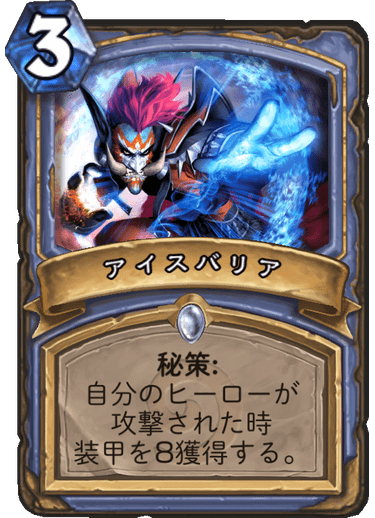 3
アイスバリア
秘策:
自分のヒーローが
攻撃された時
装甲を8獲得する。